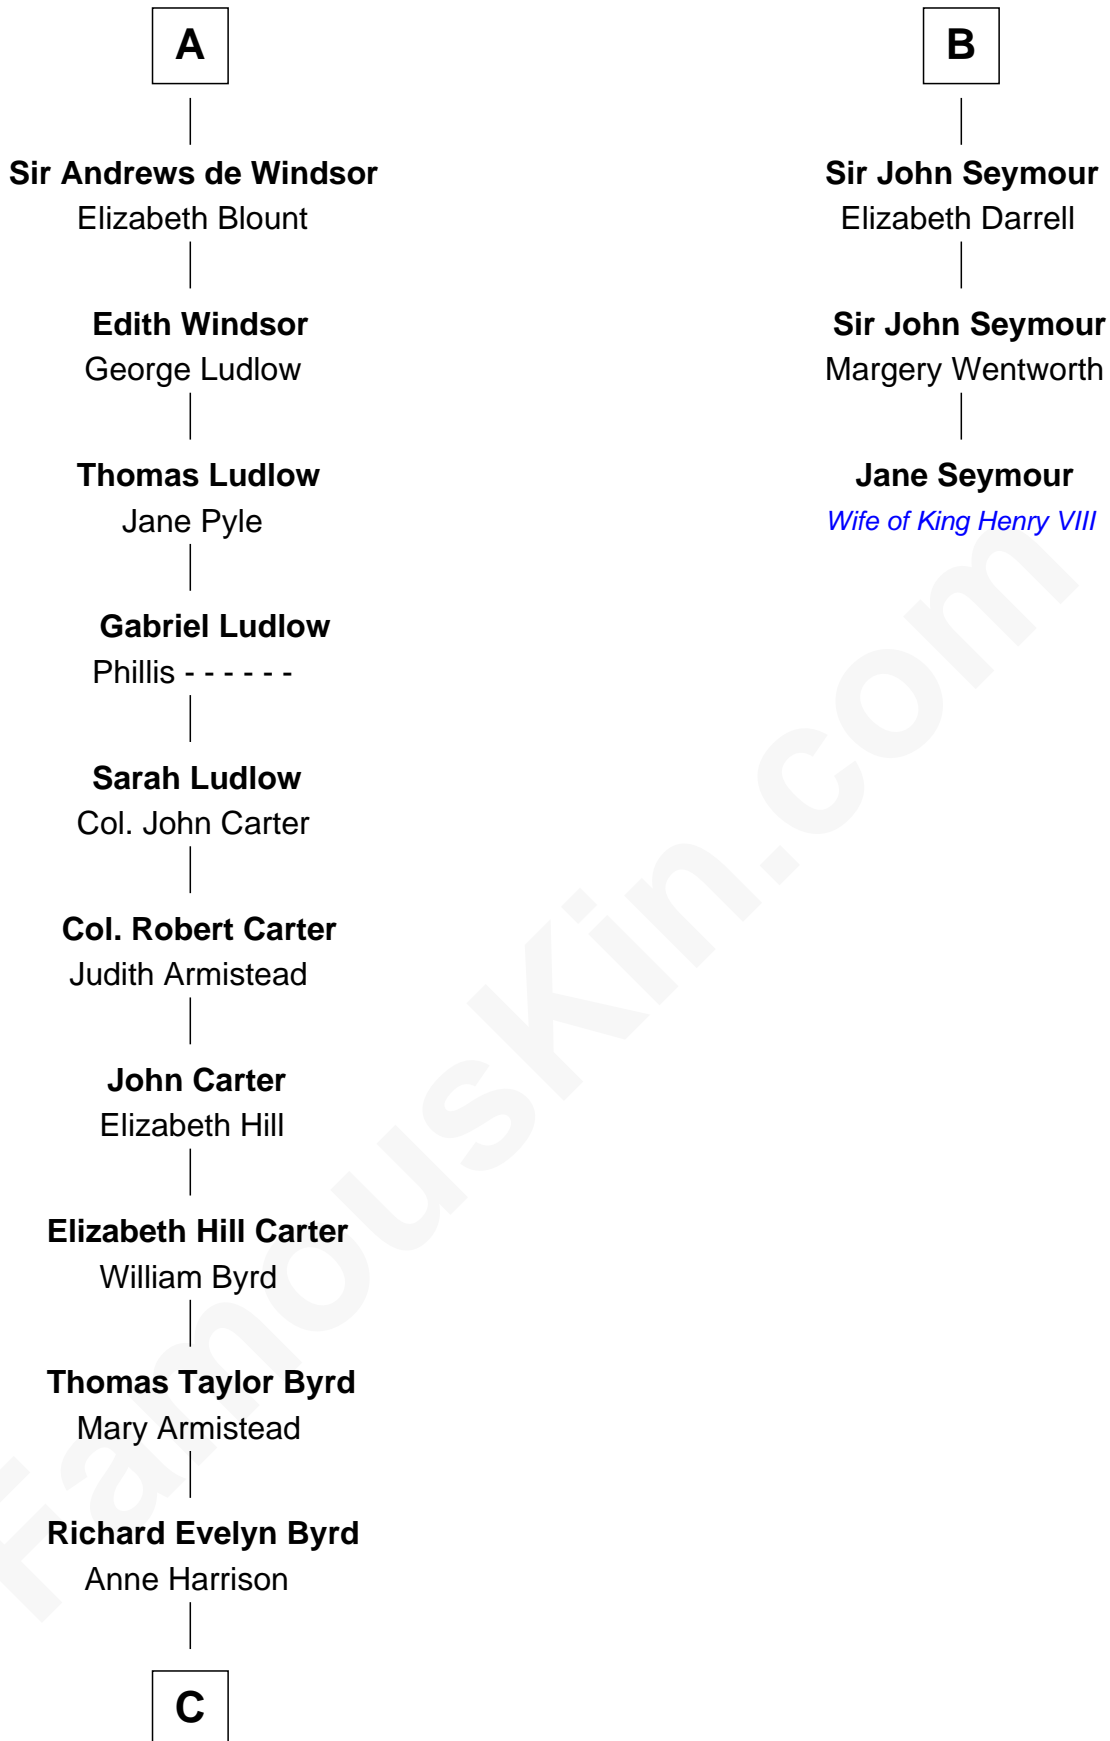 A
Sir Andrews de Windsor
Elizabeth Blount
Edith Windsor
George Ludlow
Thomas Ludlow
Jane Pyle
Gabriel Ludlow
Phillis - - - - - -
Sarah Ludlow
Col. John Carter
Col. Robert Carter
Judith Armistead
John Carter
Elizabeth Hill
Elizabeth Hill Carter
William Byrd
Thomas Taylor Byrd
Mary Armistead
Richard Evelyn Byrd
Anne Harrison
C
B
Sir John Seymour
Elizabeth Darrell
Sir John Seymour
Margery Wentworth
Jane Seymour
Wife of King Henry VIII
FamousKin.com